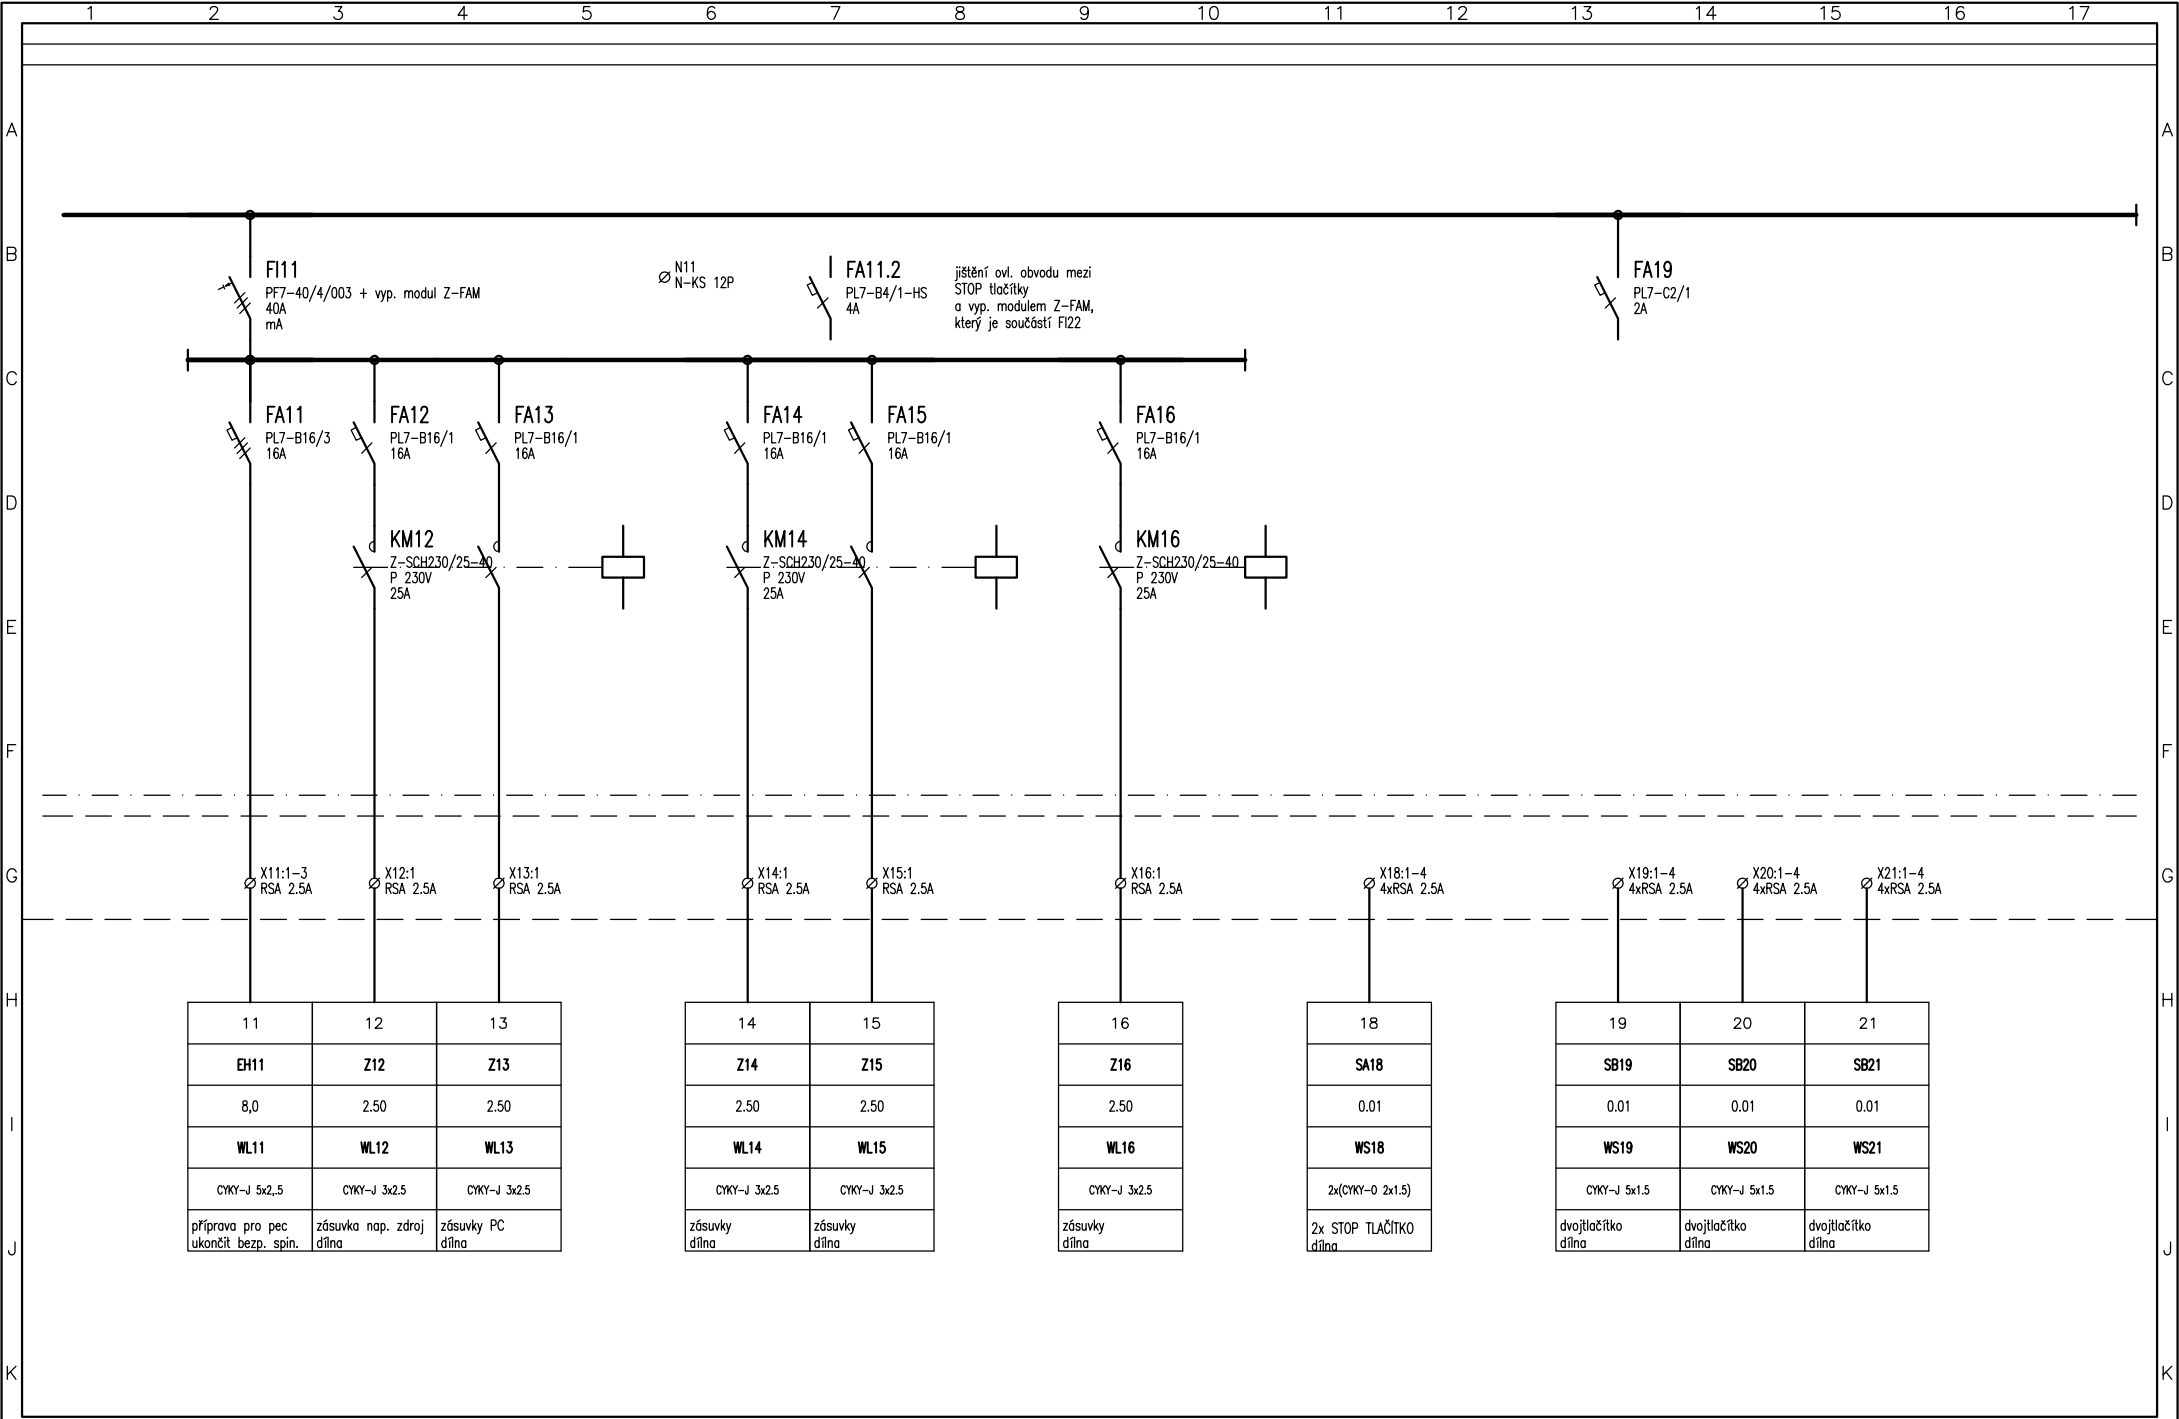 1 2 3 4 5 6 7 8 9 10 11 12 13 14 15 16 17
A A
B B
FI11
PF7-40/4/003 + vyp. modul Z-FAM
40A
mA
N11
N-KS 12P
FA11.2
PL7-B4/1-HS
4A
jištění ovl. obvodu mezi
STOP tlačítky
a vyp. modulem Z-FAM,
který je součástí FI22
FA19
PL7-C2/1
2A
C C
FA11
PL7-B16/3
16A
FA12
PL7-B16/1
16A
FA13
PL7-B16/1
16A
FA14
PL7-B16/1
16A
FA15
PL7-B16/1
16A
FA16
PL7-B16/1
16A
D D
KM12
Z-SCH230/25-40
P 230V
25A
KM14
Z-SCH230/25-40
P 230V
25A
KM16
Z-SCH230/25-40
P 230V
25A
E E
F F
G G
X11:1-3
RSA 2.5A
X12:1
RSA 2.5A
X13:1
RSA 2.5A
X14:1
RSA 2.5A
X15:1
RSA 2.5A
X16:1
RSA 2.5A
X18:1-4
4xRSA 2.5A
X19:1-4
4xRSA 2.5A
X20:1-4
4xRSA 2.5A
X21:1-4
4xRSA 2.5A
H H
11 12 13 14 15 16 18 19 20 21
EH11 Z12 Z13 Z14 Z15 Z16 SA18 SB19 SB20 SB21
8,0 2.50 2.50 2.50 2.50 2.50 0.01 0.01 0.01 0.01
I I
WL11 WL12 WL13 WL14 WL15 WL16 WS18 WS19 WS20 WS21
CYKY-J 5x2,.5 CYKY-J 3x2.5 CYKY-J 3x2.5 CYKY-J 3x2.5 CYKY-J 3x2.5 CYKY-J 3x2.5 2x(CYKY-O 2x1.5) CYKY-J 5x1.5 CYKY-J 5x1.5 CYKY-J 5x1.5
příprava pro pec
ukončit bezp. spin.
zásuvka nap. zdroj
dílna
zásuvky PC
dílna
zásuvky
dílna
zásuvky
dílna
zásuvky
dílna
2x STOP TLAČÍTKO
dílna
dvojtlačítko
dílna
dvojtlačítko
dílna
dvojtlačítko
dílna
J J
K K